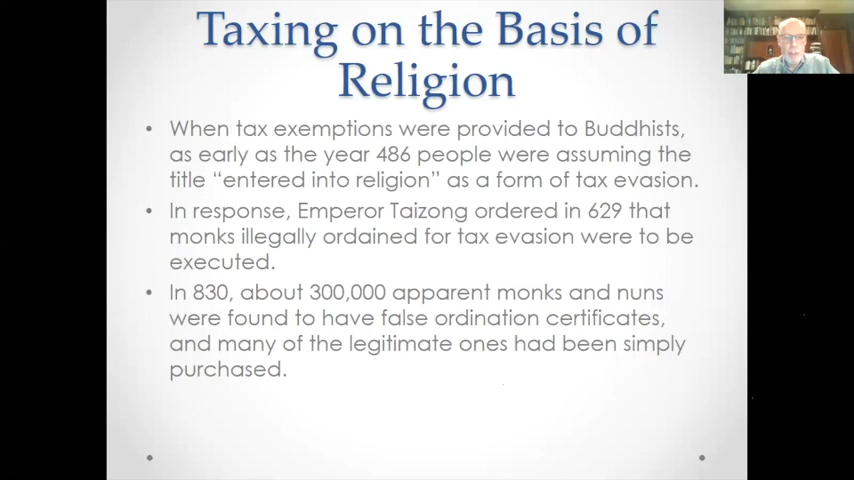 Taxing on the Basis of
Religion
• When tax exemptions were provided to Buddhists,
as early as the year 486 people were assuming the
title “entered into religion” as a form of tax evasion.
• In response, Emperor Taizong ordered in 629 that
monks illegally ordained for tax evasion were to be
executed.
• In 830, about 300,000 apparent monks and nuns
were found to have false ordination certificates,
and many of the legitimate ones had been simply
purchased.